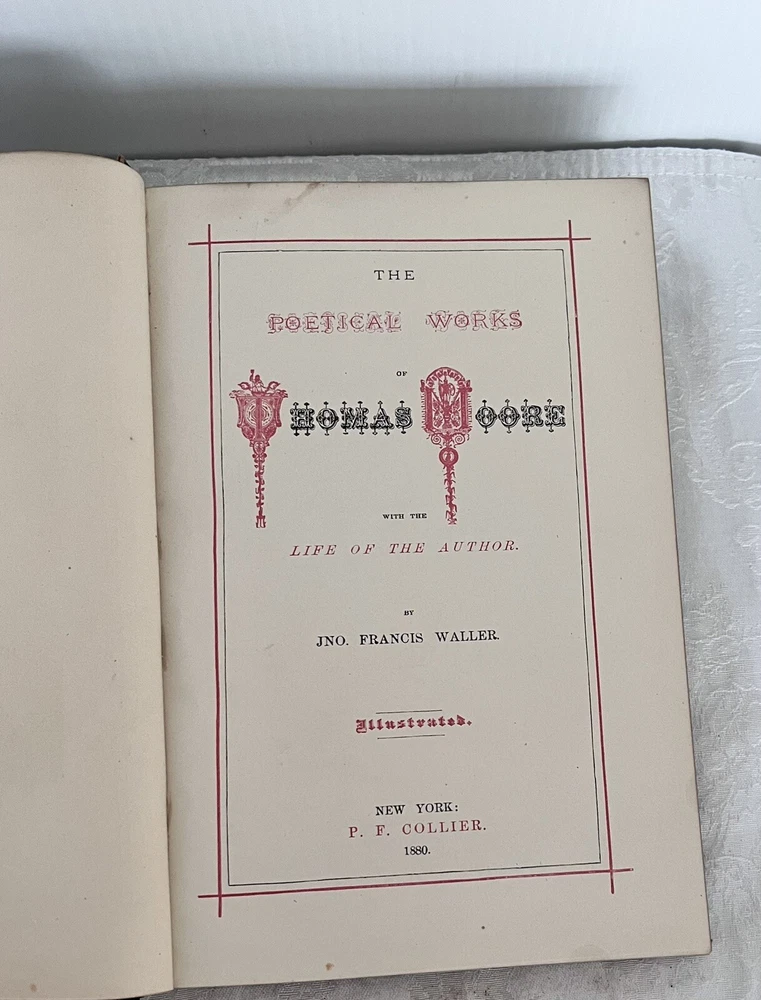 THE
POETICAL WORKS
OF
THOMAS MOORE
WITH THE
LIFE OF THE AUTHOR.
BY
JNO. FRANCIS WALLER.
Illustrated.
NEW YORK:
P. F. COLLIER.
1880.